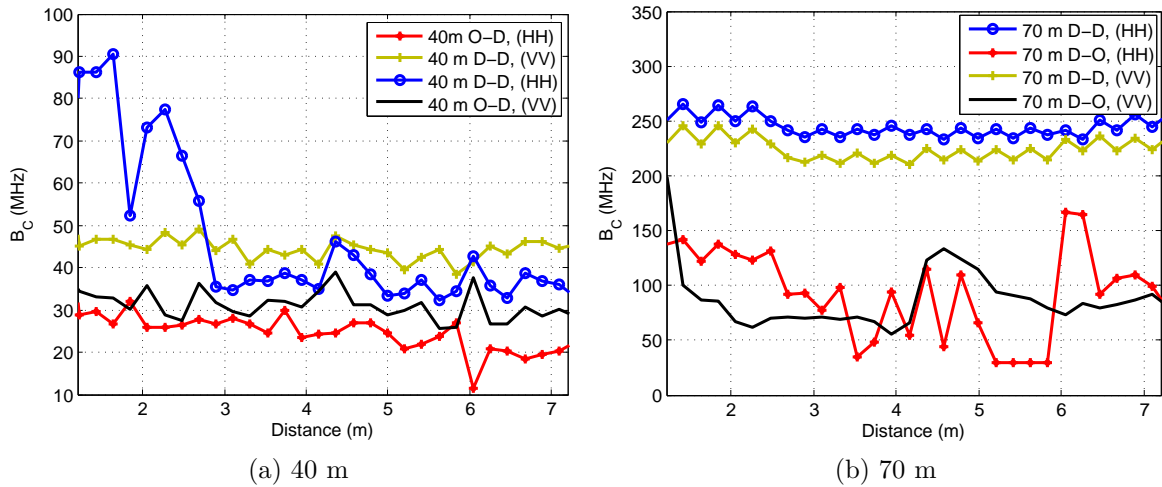 100
90
80
70
60
50
40
30
20
10
B_C (MHz)
2 3 4 5 6 7
Distance (m)
40m O−D, (HH)
40 m D−D, (VV)
40 m D−D, (HH)
40 m O−D, (VV)
(a) 40 m
350
300
250
200
150
100
50
0
B_C (MHz)
2 3 4 5 6 7
Distance (m)
70 m D−D, (HH)
70 m D−O, (HH)
70 m D−D, (VV)
70 m D−O, (VV)
(b) 70 m